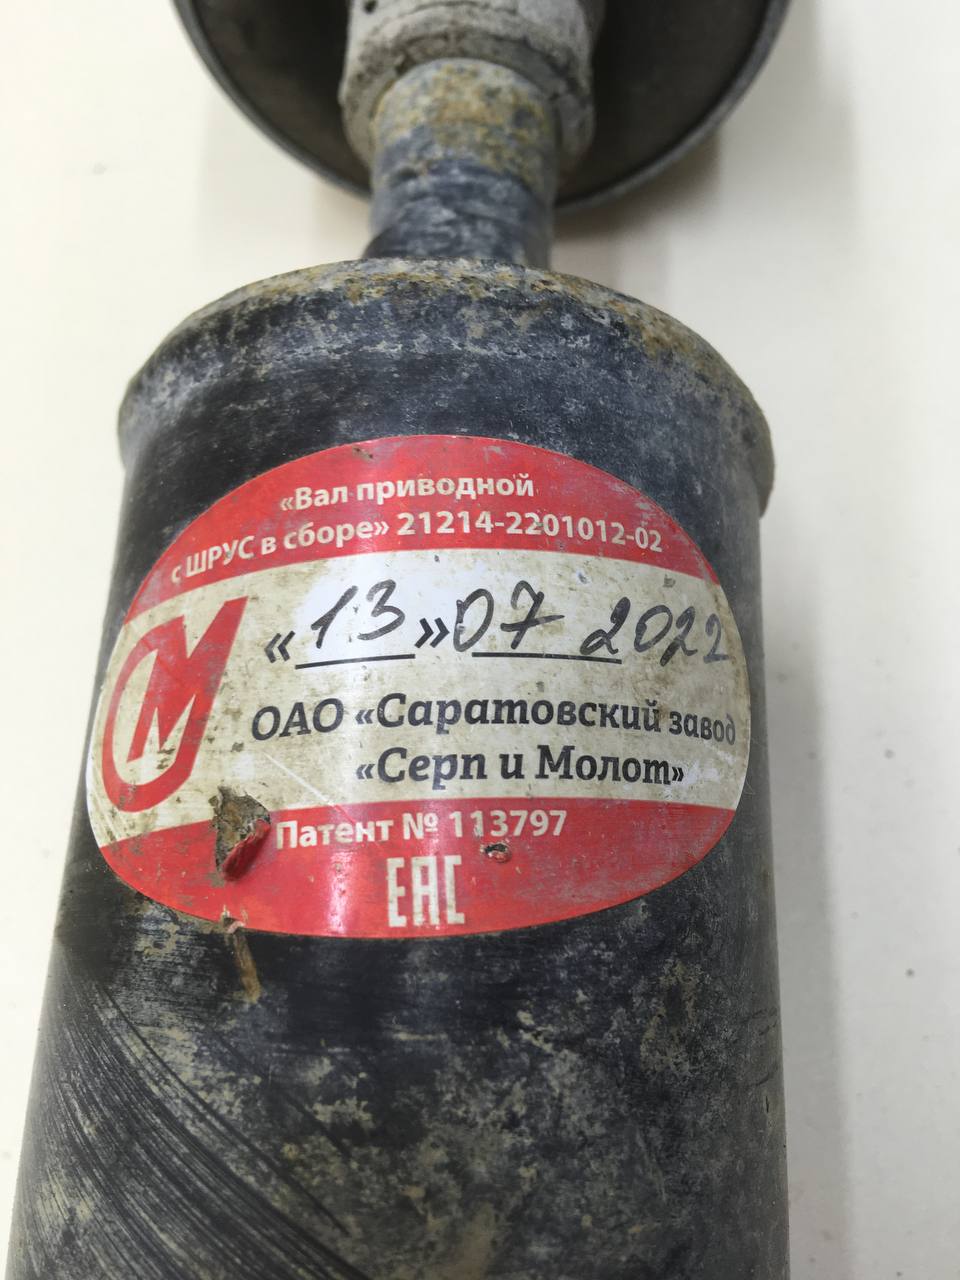 «Вал приводной
с ШРУС в сборе» 21214-2201012-02
«13» 07 2022
ОАО «Саратовский завод
«Серп и Молот»
Патент № 113797
ЕАС